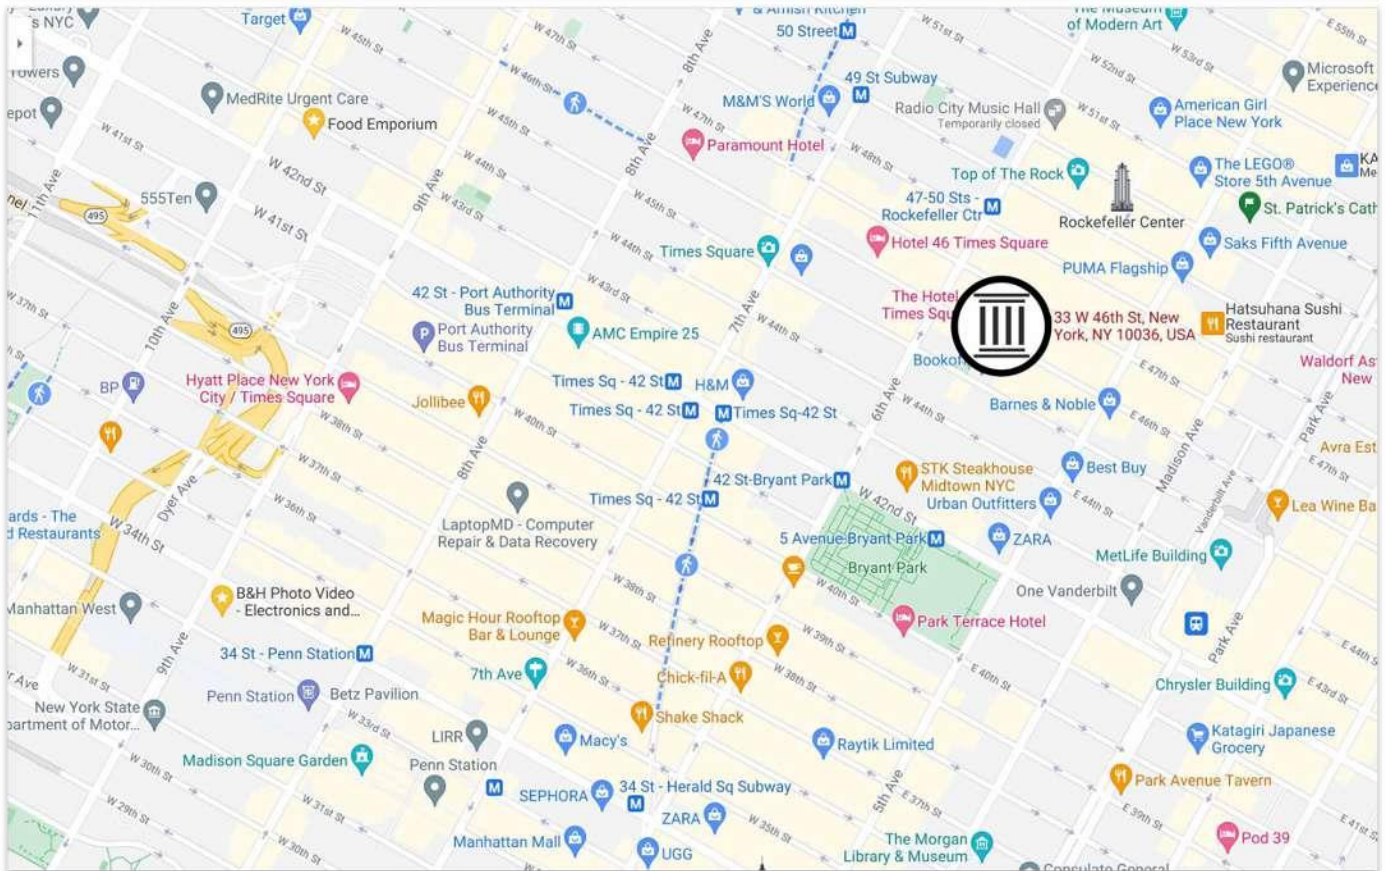 s NYC
Target
W 45th St
W 47th St
8th Ave
& Amish Kitchen
50 Street M
W 51st St
The Museum
of Modern Art
E 55th St
W 53rd St
Towers
W 46th St
49 St Subway
M
W 52nd St
Microsoft
Experience
MedRite Urgent Care
M&M'S World
Radio City Music Hall
Temporarily closed
W 51st St
American Girl
Place New York
epot
W 41st St
Food Emporium
W 45th St
W 47th St
Paramount Hotel
W 48th St
8th Ave
W 42nd St
W 44th St
Top of The Rock
The LEGO®
Store 5th Avenue
KA
Me
555Ten
9th Ave
W 43rd St
W 45th St
47-50 Sts -
Rockefeller Ctr M
Rockefeller Center
St. Patrick's Cath
nel
11th Ave
495
W 41st St
W 44th St
Times Square
Hotel 46 Times Square
Saks Fifth Avenue
PUMA Flagship
W 37th St
42 St - Port Authority
Bus Terminal
M
W 43rd St
7th Ave
The Hotel
Times Squ
33 W 46th St, New
York, NY 10036, USA
Hatsuhana Sushi
Restaurant
Sushi restaurant
10th Ave
495
P
Port Authority
Bus Terminal
AMC Empire 25
W 44th St
Bookof
E 47th St
Waldorf As
New
BP
Hyatt Place New York
City / Times Square
Jollibee
Times Sq - 42 St M
H&M
Times Sq - 42 St M
M Times Sq-42 St
6th Ave
W 44th St
Barnes & Noble
E 46th St
Park Ave
W 38th St
W 40th St
W 37th St
8th Ave
Madison Ave
Avra Est
E 47th St
Dyer Ave
W 36th St
42 St-Bryant Park M
STK Steakhouse
Midtown NYC
Best Buy
Times Sq - 42 St M
W 42nd St
Urban Outfitters
E 44th St
Vanderbilt Ave
Lea Wine Ba
ards - The
d Restaurants
W 34th St
LaptopMD - Computer
Repair & Data Recovery
5 Avenue-Bryant Park M
ZARA
MetLife Building
Bryant Park
W 38th St
W 40th St
One Vanderbilt
E 44th S
Manhattan West
B&H Photo Video
- Electronics and...
Magic Hour Rooftop
Bar & Lounge
W 37th St
Refinery Rooftop
W 39th St
Park Terrace Hotel
Park Ave
9th Ave
34 St - Penn Station M
7th Ave
W 36th St
Chick-fil-A
W 38th St
E 40th St
Chrysler Building
E 43rd St
er Ave
W 31st St
Penn Station
Betz Pavilion
Shake Shack
New York State
partment of Motor...
W 33rd St
LIRR
Macy's
Raytik Limited
Katagiri Japanese
Grocery
Madison Square Garden
Penn Station
W 30th St
M
SEPHORA
34 St - Herald Sq Subway
M
5th Ave
Park Avenue Tavern
W 29th St
W 31st St
ZARA
W 35th St
E 37th St
E 39th St
E 41st S
W 30th St
Manhattan Mall
UGG
The Morgan
Library & Museum
Pod 39
Consulate General